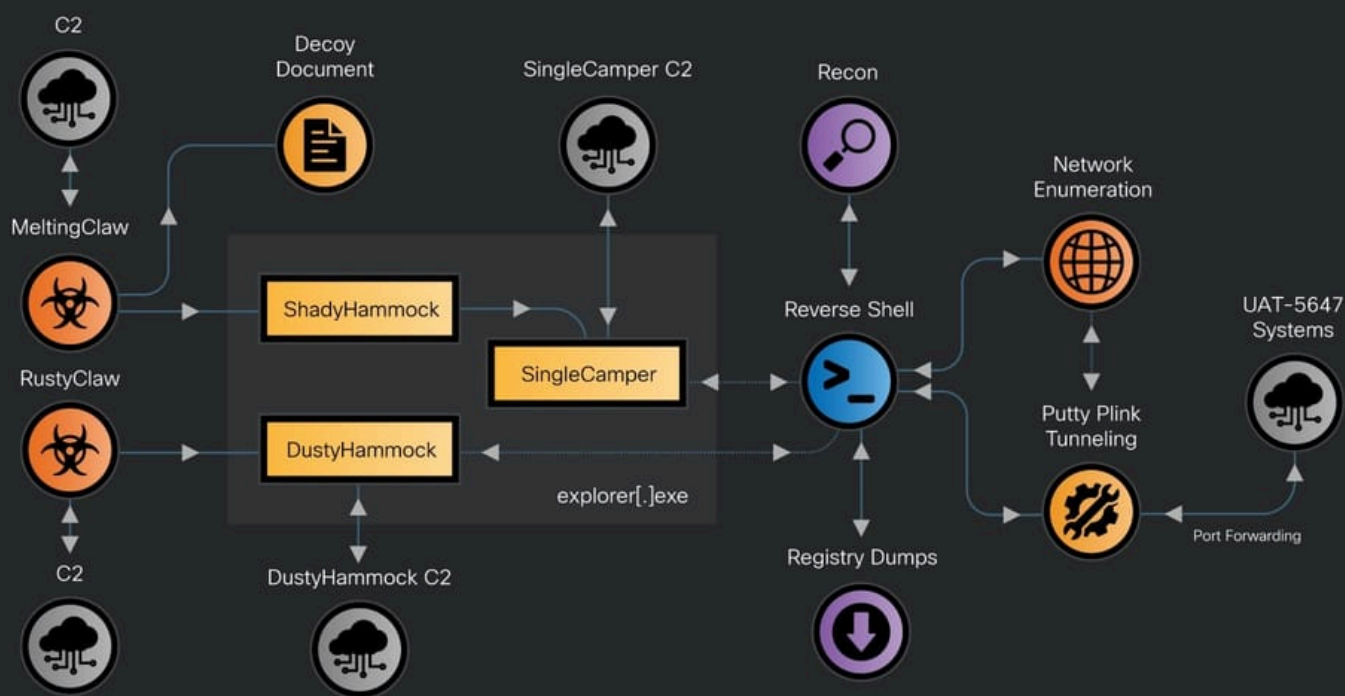 C2
Decoy
Document
SingleCamper C2
Recon
Network
Enumeration
MeltingClaw
ShadyHammock
Reverse Shell
UAT-5647
Systems
RustyClaw
SingleCamper
Putty Plink
Tunneling
DustyHammock
explorer[.]exe
Port Forwarding
C2
DustyHammock C2
Registry Dumps